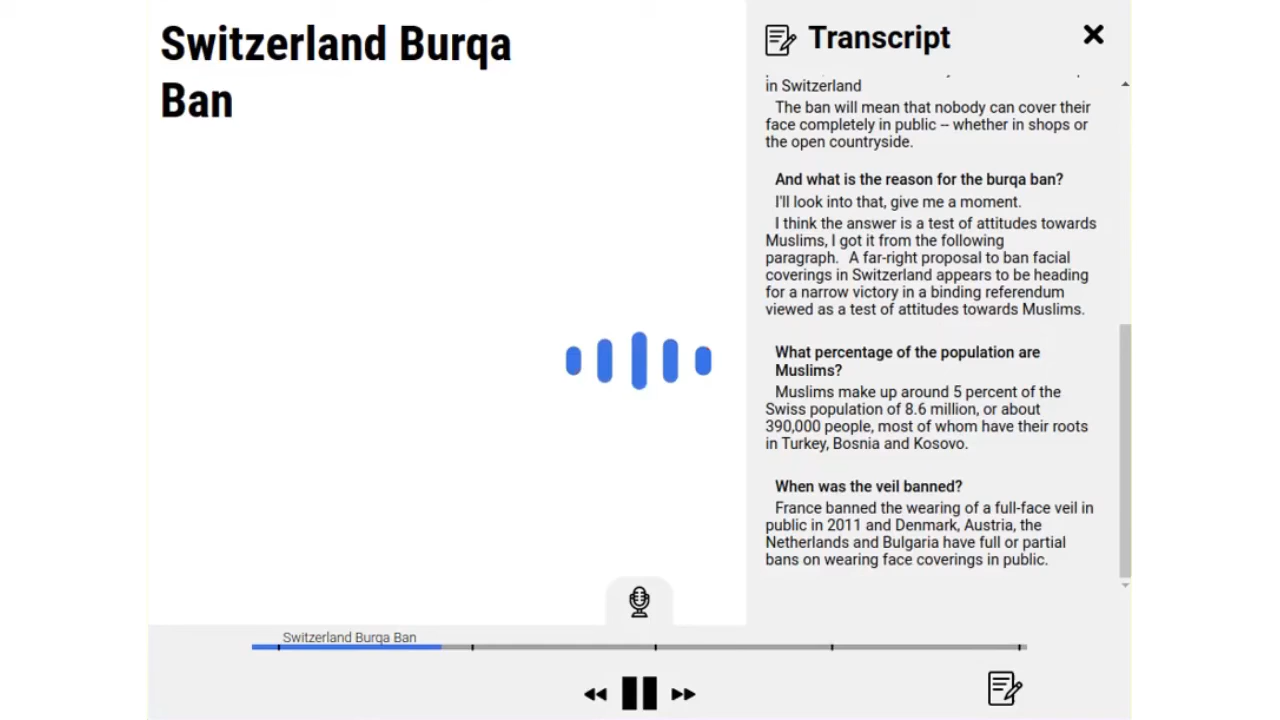 Switzerland Burqa
Ban
Transcript
in Switzerland
The ban will mean that nobody can cover their
face completely in public -- whether in shops or
the open countryside.
And what is the reason for the burqa ban?
I'll look into that, give me a moment.
I think the answer is a test of attitudes towards
Muslims, I got it from the following
paragraph.   A far-right proposal to ban facial
coverings in Switzerland appears to be heading
for a narrow victory in a binding referendum
viewed as a test of attitudes towards Muslims.
What percentage of the population are
Muslims?
Muslims make up around 5 percent of the
Swiss population of 8.6 million, or about
390,000 people, most of whom have their roots
in Turkey, Bosnia and Kosovo.
When was the veil banned?
France banned the wearing of a full-face veil in
public in 2011 and Denmark, Austria, the
Netherlands and Bulgaria have full or partial
bans on wearing face coverings in public.
Switzerland Burqa Ban